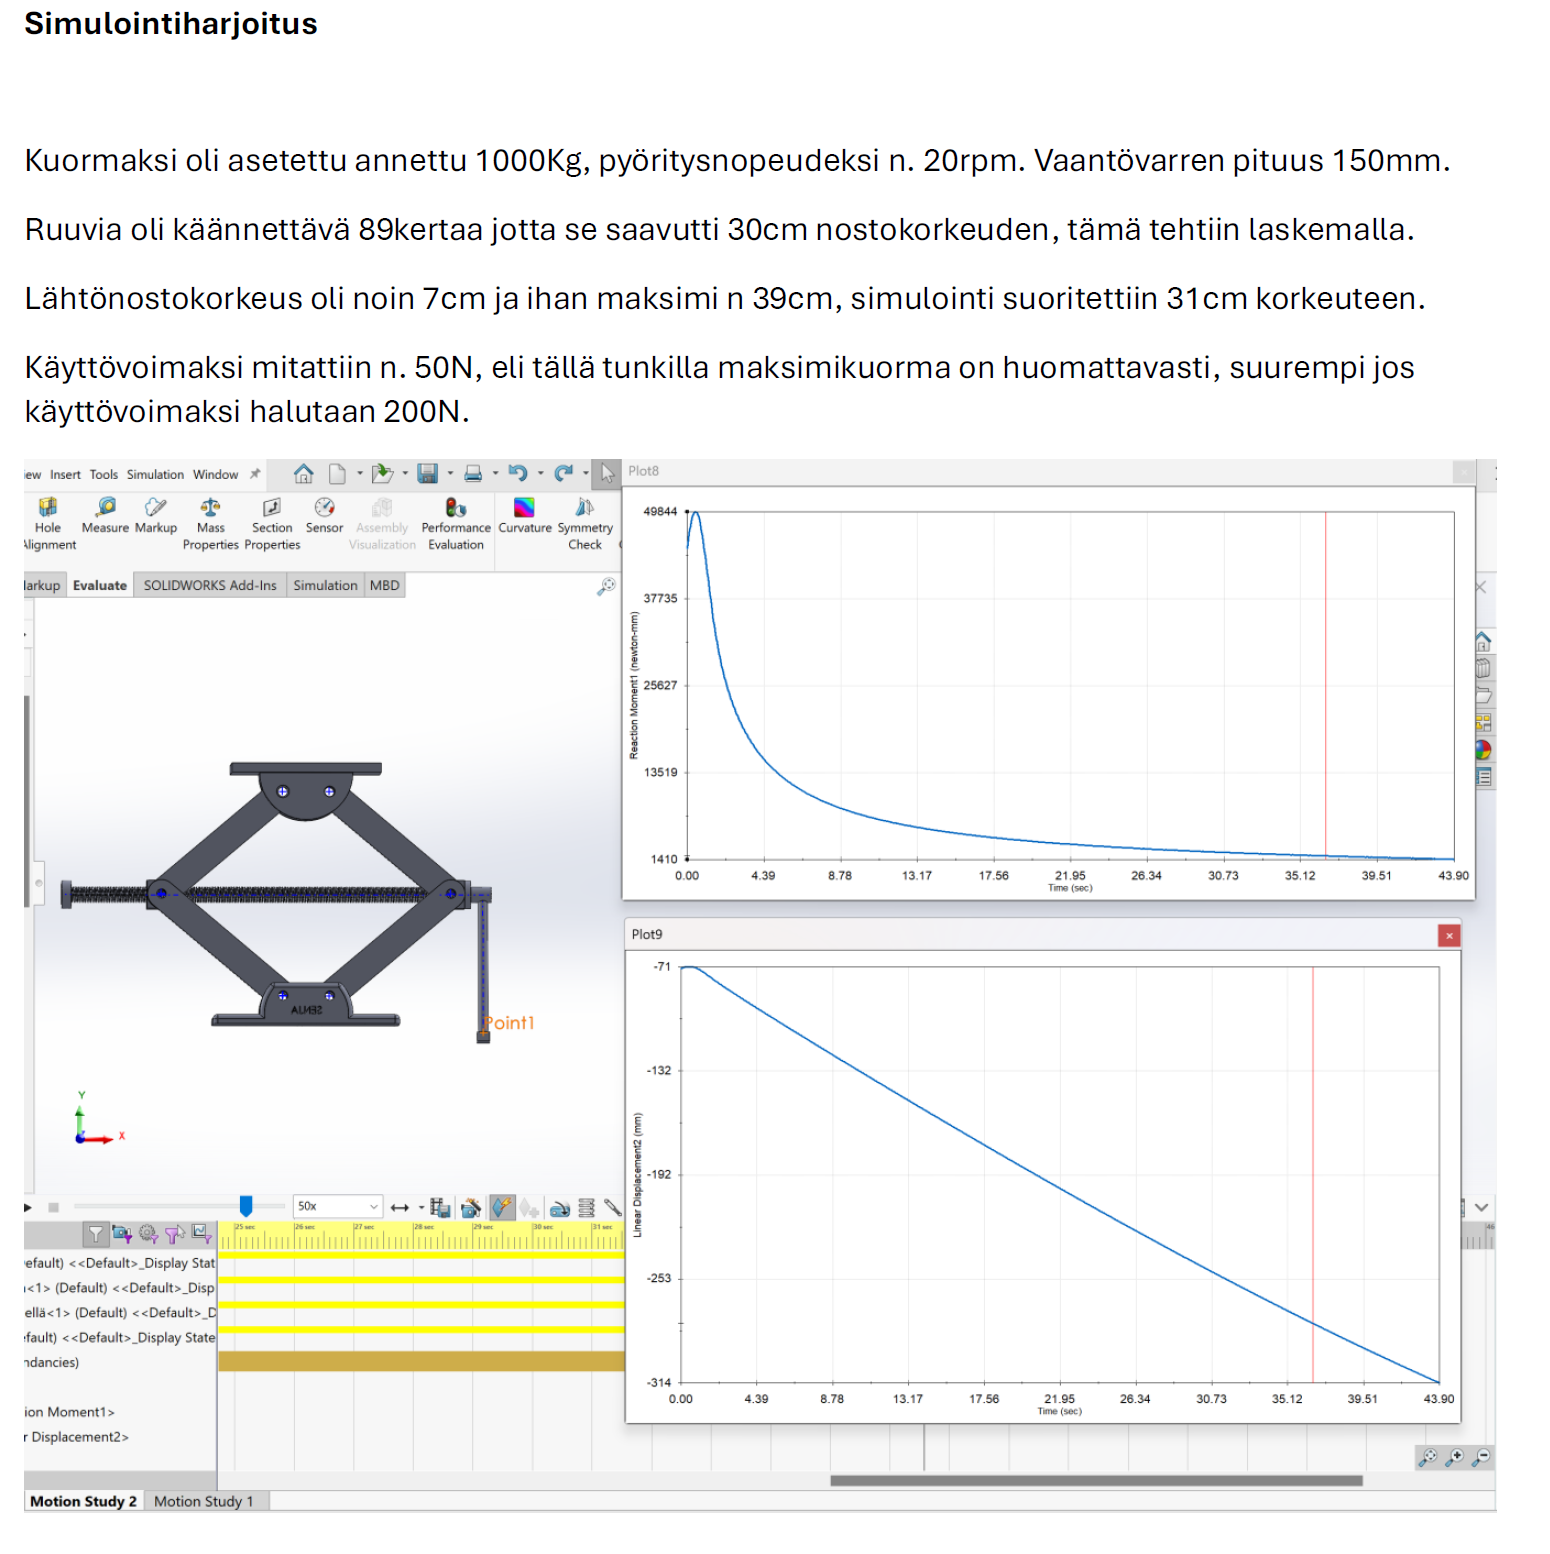 Simulointiharjoitus
Kuormaksi oli asetettu annettu 1000Kg, pyöritysnopeudeksi n. 20rpm. Vaantövarren pituus 150mm.
Ruuvia oli käännettävä 89kertaa jotta se saavutti 30cm nostokorkeuden, tämä tehtiin laskemalla.
Lähtönostokorkeus oli noin 7cm ja ihan maksimi n 39cm, simulointi suoritettiin 31cm korkeuteen.
Käyttövoimaksi mitattiin n. 50N, eli tällä tunkilla maksimikuorma on huomattavasti, suurempi jos
käyttövoimaksi halutaan 200N.
ew Insert Tools Simulation Window
Hole Measure Markup Mass Section Sensor Assembly Performance Curvature Symmetry
Alignment Properties Properties Visualization Evaluation Check
larkup Evaluate SOLIDWORKS Add-Ins Simulation MBD
Plot8
49844
37735
25627
13519
1410
Reaction Moment1 (newton-mm)
0.00 4.39 8.78 13.17 17.56 21.95 26.34 30.73 35.12 39.51 43.90
Time (sec)
Plot9
-71
-132
-192
-253
-314
Linear Displacement2 (mm)
0.00 4.39 8.78 13.17 17.56 21.95 26.34 30.73 35.12 39.51 43.90
Time (sec)
Point1
Y
X
50x
25 sec 26 sec 27 sec 28 sec 29 sec 30 sec 31 sec
efault) <<Default>_Display Stat
<1> (Default) <<Default>_Disp
ellä<1> (Default) <<Default>_D
fault) <<Default>_Display State
ndancies)
ion Moment1>
r Displacement2>
Motion Study 2 Motion Study 1